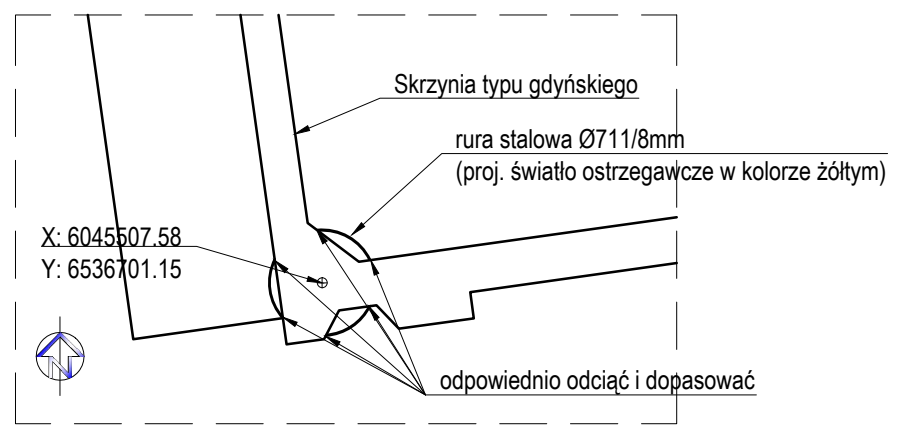 Skrzynia typu gdyńskiego
rura stalowa Ø711/8mm
(proj. światło ostrzegawcze w kolorze żółtym)
X: 6045507.58
Y: 6536701.15
N
odpowiednio odciąć i dopasować